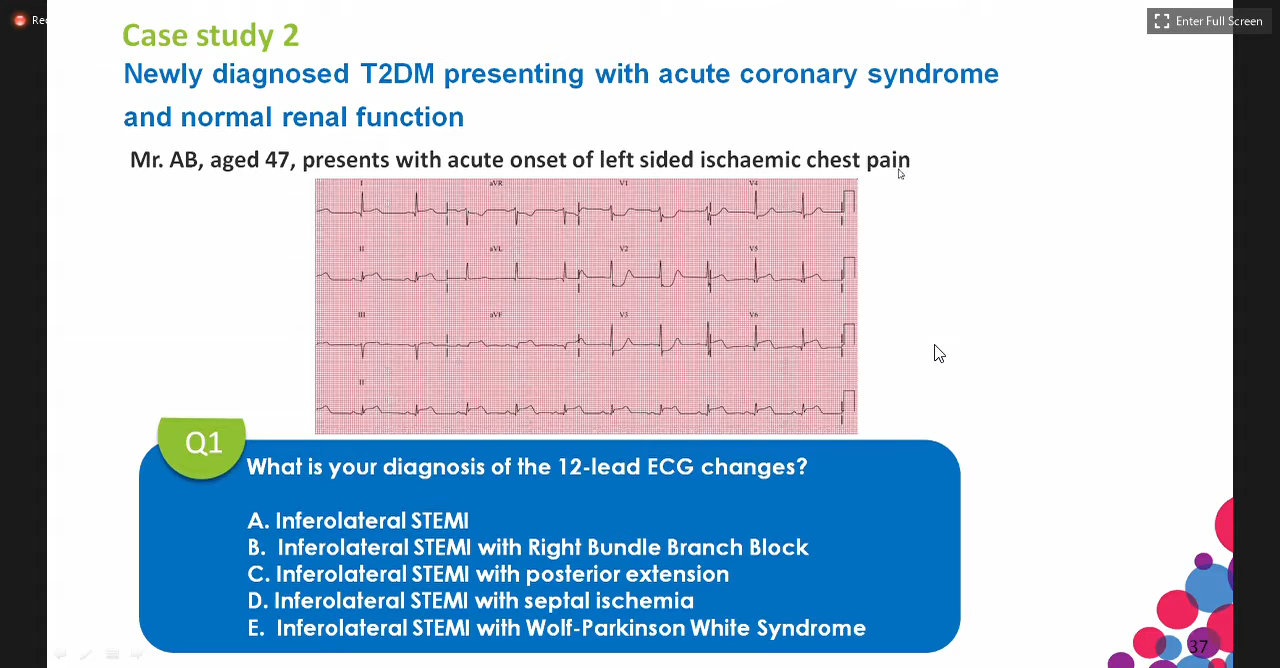 Rec
Enter Full Screen
Case study 2
Newly diagnosed T2DM presenting with acute coronary syndrome
and normal renal function
Mr. AB, aged 47, presents with acute onset of left sided ischaemic chest pain
I aVR V1 V4
II aVL V2 V5
III aVF V3 V6
II
Q1
What is your diagnosis of the 12-lead ECG changes?
A. Inferolateral STEMI
B. Inferolateral STEMI with Right Bundle Branch Block
C. Inferolateral STEMI with posterior extension
D. Inferolateral STEMI with septal ischemia
E. Inferolateral STEMI with Wolf-Parkinson White Syndrome
37